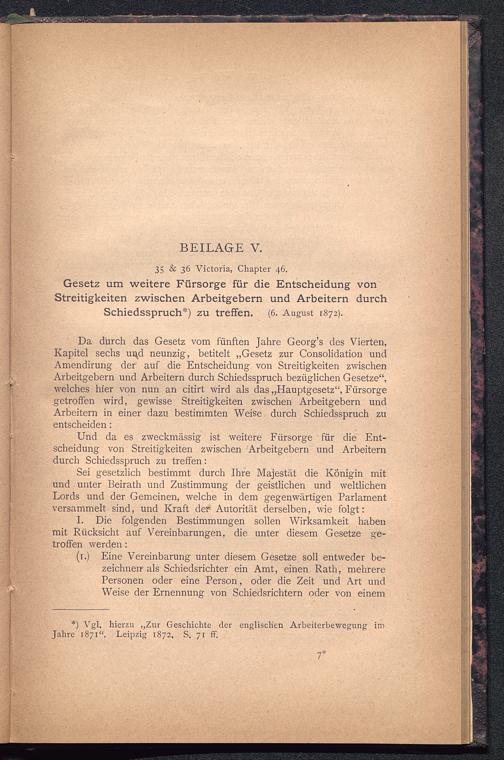 BEILAGE V.
35 & 36 Victoria, Chapter 46.
Gesetz um weitere Fürsorge für die Entscheidung von
Streitigkeiten zwischen Arbeitgebern und Arbeitern durch
Schiedsspruch*) zu treffen. (6. August 1872).
Da durch das Gesetz vom fünften Jahre Georg's des Vierten,
Kapitel sechs und neunzig, betitelt „Gesetz zur Consolidation und
Amendirung der auf die Entscheidung von Streitigkeiten zwischen
Arbeitgebern und Arbeitern durch Schiedsspruch bezüglichen Gesetze“,
welches hier von nun an citirt wird als das „Hauptgesetz“, Fürsorge
getroffen wird, gewisse Streitigkeiten zwischen Arbeitgebern und
Arbeitern in einer dazu bestimmten Weise durch Schiedsspruch zu
entscheiden:
Und da es zweckmässig ist weitere Fürsorge für die Ent-
scheidung von Streitigkeiten zwischen Arbeitgebern und Arbeitern
durch Schiedsspruch zu treffen:
Sei gesetzlich bestimmt durch Ihre Majestät die Königin mit
und unter Beirath und Zustimmung der geistlichen und weltlichen
Lords und der Gemeinen, welche in dem gegenwärtigen Parlament
versammelt sind, und Kraft der Autorität derselben, wie folgt:
I. Die folgenden Bestimmungen sollen Wirksamkeit haben
mit Rücksicht auf Vereinbarungen, die unter diesem Gesetze ge-
troffen werden:
(1.) Eine Vereinbarung unter diesem Gesetze soll entweder be-
zeichnen als Schiedsrichter ein Amt, einen Rath, mehrere
Personen oder eine Person, oder die Zeit und Art und
Weise der Ernennung von Schiedsrichtern oder von einem
*) Vgl. hierzu „Zur Geschichte der englischen Arbeiterbewegung im
Jahre 1871“. Leipzig 1872. S. 71 ff.
7*